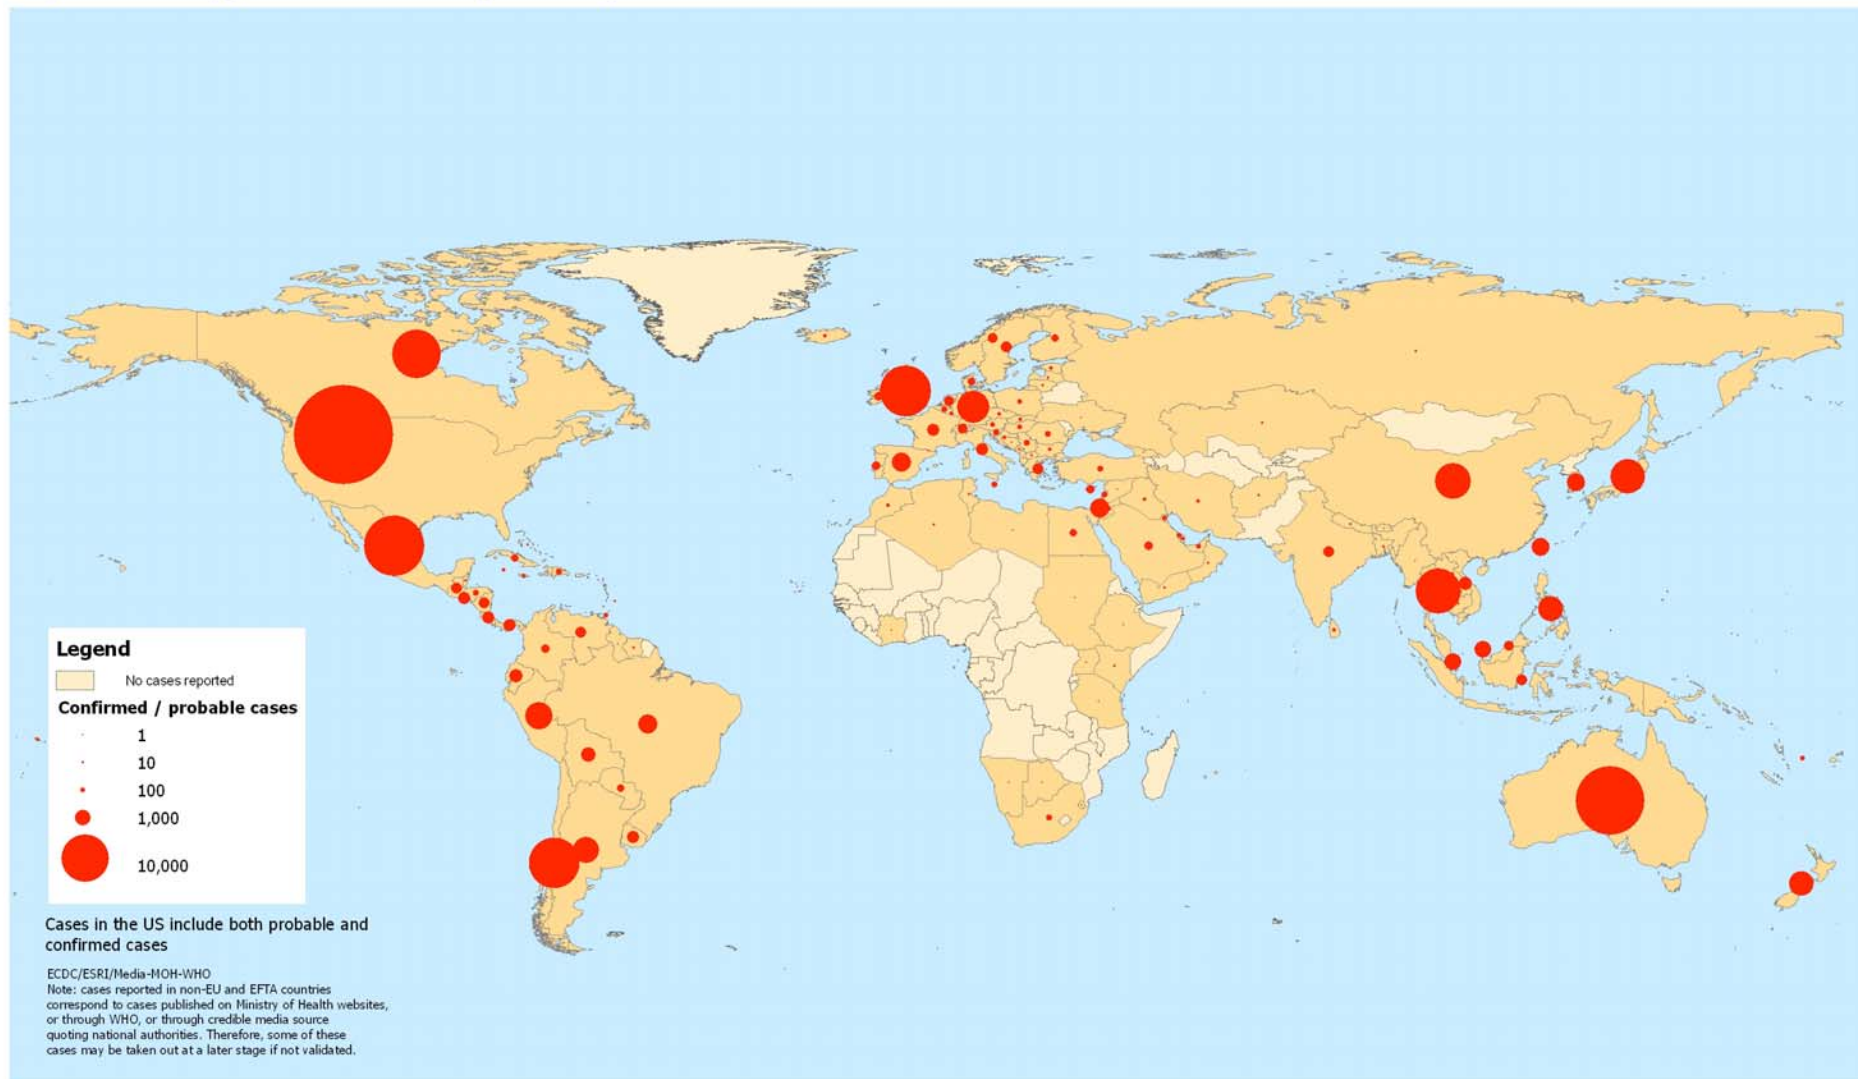 Legend
No cases reported
Confirmed / probable cases
1
10
100
1,000
10,000
Cases in the US include both probable and
confirmed cases
ECDC/ESRI/Media-MOH-WHO
Note: cases reported in non-EU and EFTA countries
correspond to cases published on Ministry of Health websites,
or through WHO, or through credible media source
quoting national authorities. Therefore, some of these
cases may be taken out at a later stage if not validated.